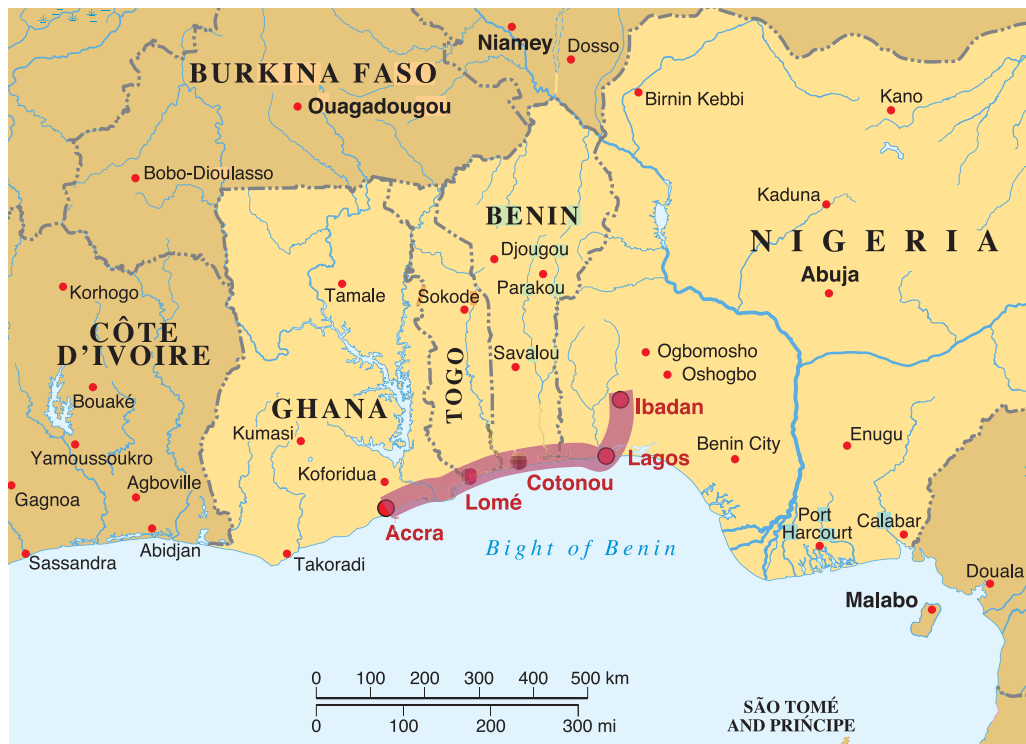 Niamey
Dosso
BURKINA FASO
Ouagadougou
Birnin Kebbi
Kano
Bobo-Dioulasso
Kaduna
BENIN
NIGERIA
Djougou
Abuja
Korhogo
Tamale
Sokode
Parakou
CÔTE
D'IVOIRE
TOGO
Savalou
Ogbomosho
Oshogbo
Bouaké
GHANA
Ibadan
Kumasi
Yamoussoukro
Benin City
Enugu
Lagos
Koforidua
Agboville
Cotonou
Gagnoa
Lomé
Port
Harcourt
Calabar
Accra
Abidjan
Bight of Benin
Sassandra
Takoradi
Douala
Malabo
0 100 200 300 400 500 km
0 100 200 300 mi
SÃO TOMÉ
AND PRIŃCIPE